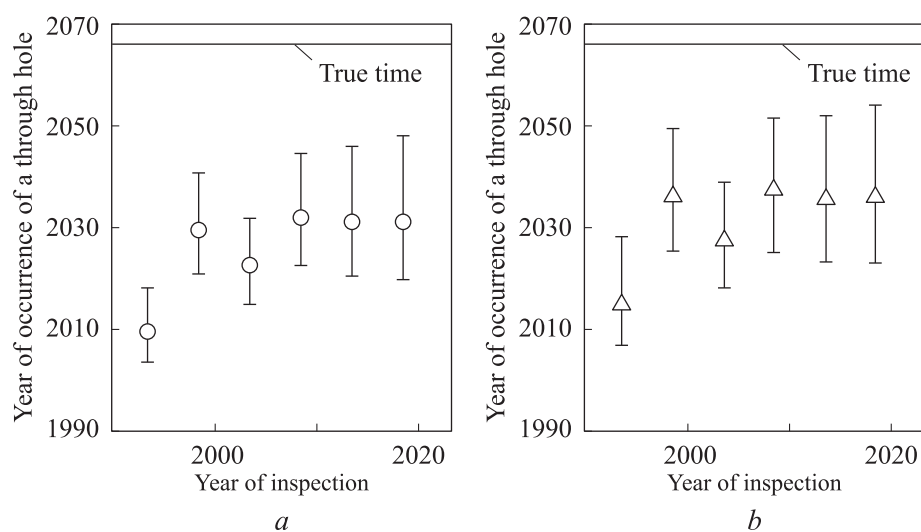 Year of occurrence of a through hole
2070
2050
2030
2010
1990
True time
2000
2020
Year of inspection
a
Year of occurrence of a through hole
2070
2050
2030
2010
1990
True time
2000
2020
Year of inspection
b